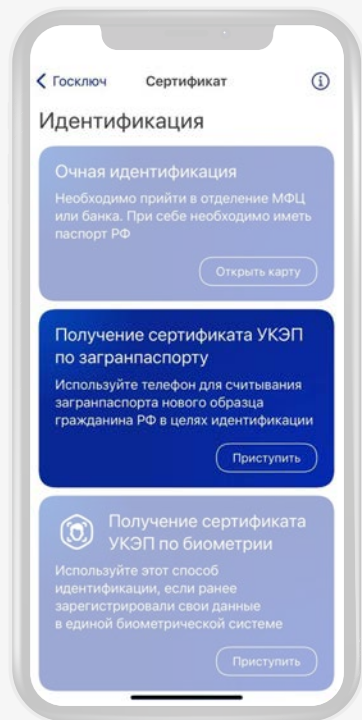 Госключ Сертификат
Идентификация
Очная идентификация
Необходимо прийти в отделение МФЦ
или банка. При себе необходимо иметь
паспорт РФ
Открыть карту
Получение сертификата УКЭП
по загранпаспорту
Используйте телефон для считывания
загранпаспорта нового образца
гражданина РФ в целях идентификации
Приступить
Получение сертификата
УКЭП по биометрии
Используйте этот способ
идентификации, если ранее
зарегистрировали свои данные
в единой биометрической системе
Приступить